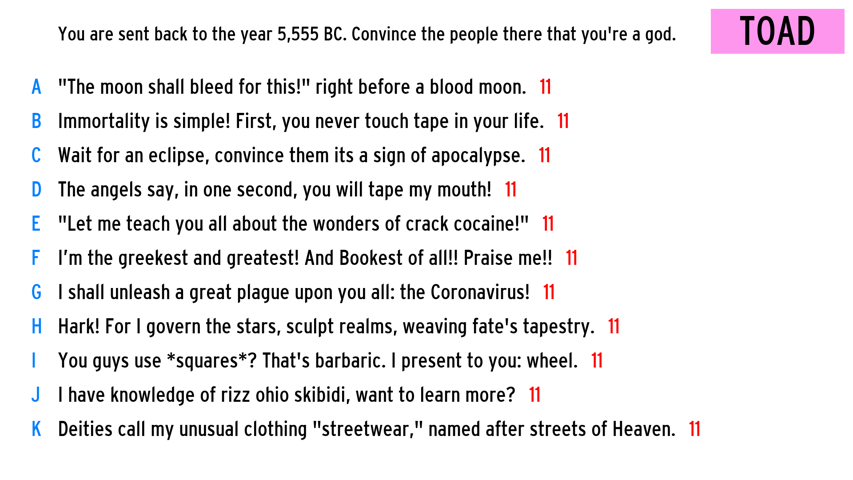 You are sent back to the year 5,555 BC. Convince the people there that you're a god.
TOAD
A "The moon shall bleed for this!" right before a blood moon. 11
B Immortality is simple! First, you never touch tape in your life. 11
C Wait for an eclipse, convince them its a sign of apocalypse. 11
D The angels say, in one second, you will tape my mouth! 11
E "Let me teach you all about the wonders of crack cocaine!" 11
F I'm the greekest and greatest! And Bookest of all!! Praise me!! 11
G I shall unleash a great plague upon you all: the Coronavirus! 11
H Hark! For I govern the stars, sculpt realms, weaving fate's tapestry. 11
I You guys use *squares*? That's barbaric. I present to you: wheel. 11
J I have knowledge of rizz ohio skibidi, want to learn more? 11
K Deities call my unusual clothing "streetwear," named after streets of Heaven. 11